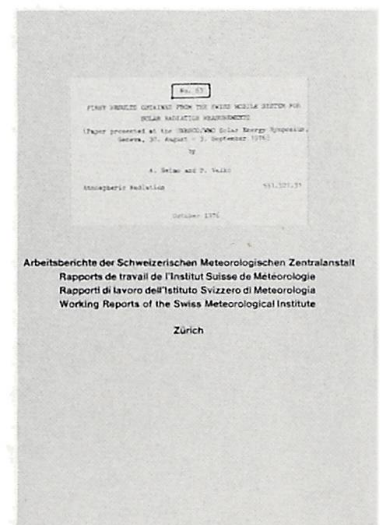 No. 63
FIRST RESULTS OBTAINED FROM THE SWISS MOBILE SYSTEM FOR
SOLAR RADIATION MEASUREMENTS
(Paper presented at the UNESCO/WMO Solar Energy Symposium,
Geneva, 30. August - 3. September 1976)
by
A. Heimo and P. Valko
Atmospheric Radiation
October 1976
Arbeitsberichte der Schweizerischen Meteorologischen Zentralanstalt
Rapports de travail de l'Institut Suisse de Météorologie
Rapporti di lavoro dell'Istituto Svizzero di Meteorologia
Working Reports of the Swiss Meteorological Institute
Zürich